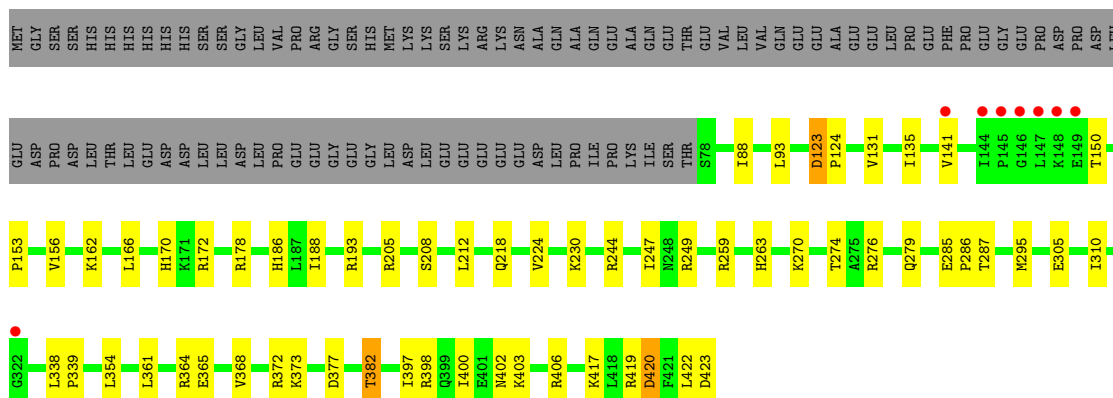 MET GLY SER SER HIS HIS HIS HIS HIS HIS SER SER GLY LEU VAL PRO ARG GLY SER HIS MET LYS LYS SER LYS ARG LYS ASN ALA GLN ALA GLN GLU ALA GLN GLU THR GLU VAL LEU VAL GLN GLU GLU ALA GLU GLU LEU PRO GLU PHE PRO GLU GLY GLU PRO ASP PRO ASP LEU
GLU ASP PRO ASP LEU THR LEU GLU ASP ASP LEU LEU ASP LEU PRO GLU GLU GLY GLU GLY LEU ASP LEU GLU GLU GLU GLU GLU ASP LEU PRO ILE PRO LYS ILE SER THR S78 I88 L93 D123 P124 V131 I135 V141 I144 P145 G146 L147 K148 E149 T150
P153 V156 K162 L166 H170 K171 R172 R178 H186 L187 I188 R193 R205 S208 L212 Q218 V224 K230 R244 I247 N248 R249 R259 H263 K270 T274 A275 R276 Q279 E285 P286 T287 M295 E305 I310
G322 L338 P339 L354 L361 R364 E365 V368 R372 K373 D377 T382 I397 R398 Q399 I400 E401 N402 K403 R406 K417 L418 R419 D420 F421 L422 D423